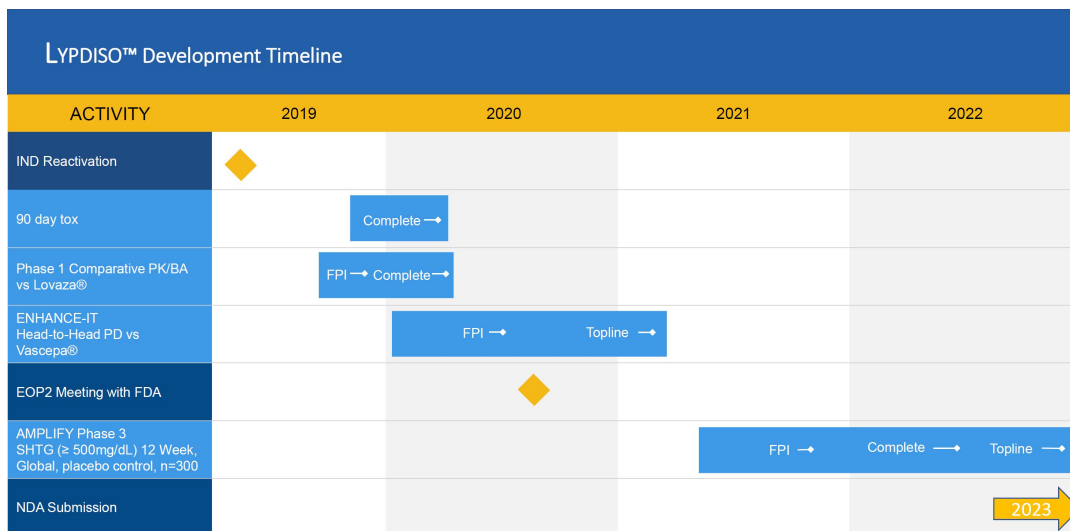 LYPDISO™ Development Timeline
ACTIVITY 2019 2020 2021 2022
IND Reactivation
90 day tox
Complete
Phase 1 Comparative PK/BA
vs Lovaza®
FPI Complete
ENHANCE-IT
Head-to-Head PD vs
Vascepa®
FPI Topline
EOP2 Meeting with FDA
AMPLIFY Phase 3
SHTG (≥ 500mg/dL) 12 Week,
Global, placebo control, n=300
FPI Complete Topline
NDA Submission
2023